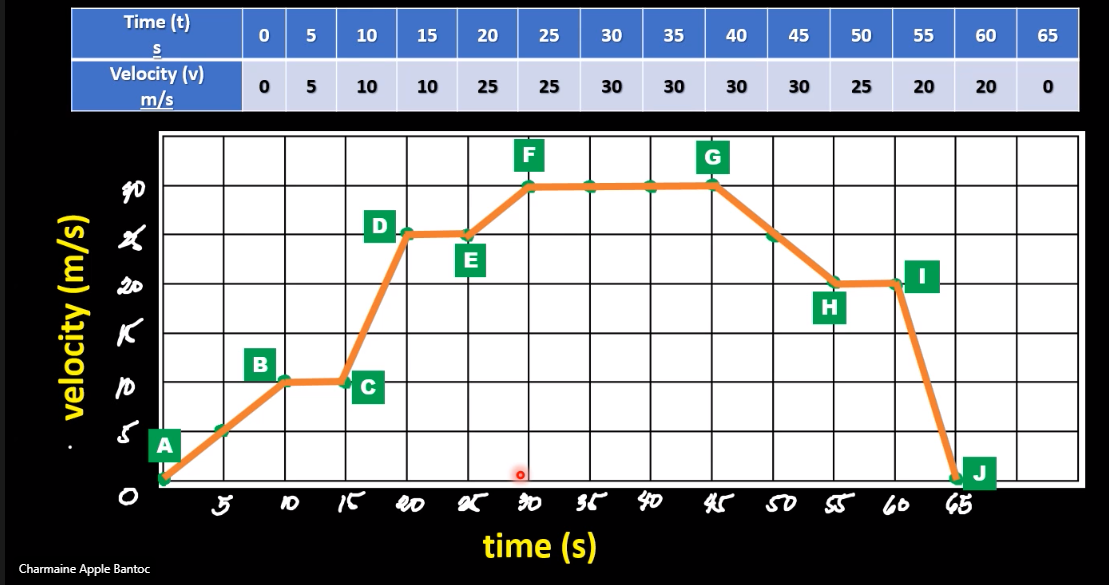 Time (t)
s
0 5 10 15 20 25 30 35 40 45 50 55 60 65
Velocity (v)
m/s
0 5 10 10 25 25 30 30 30 30 25 20 20 0
F
G
30
D
25
E
I
20
H
15
B
10
C
5
A
J
0
5 10 15 20 25 30 35 40 45 50 55 60 65
velocity (m/s)
time (s)
Charmaine Apple Bantoc